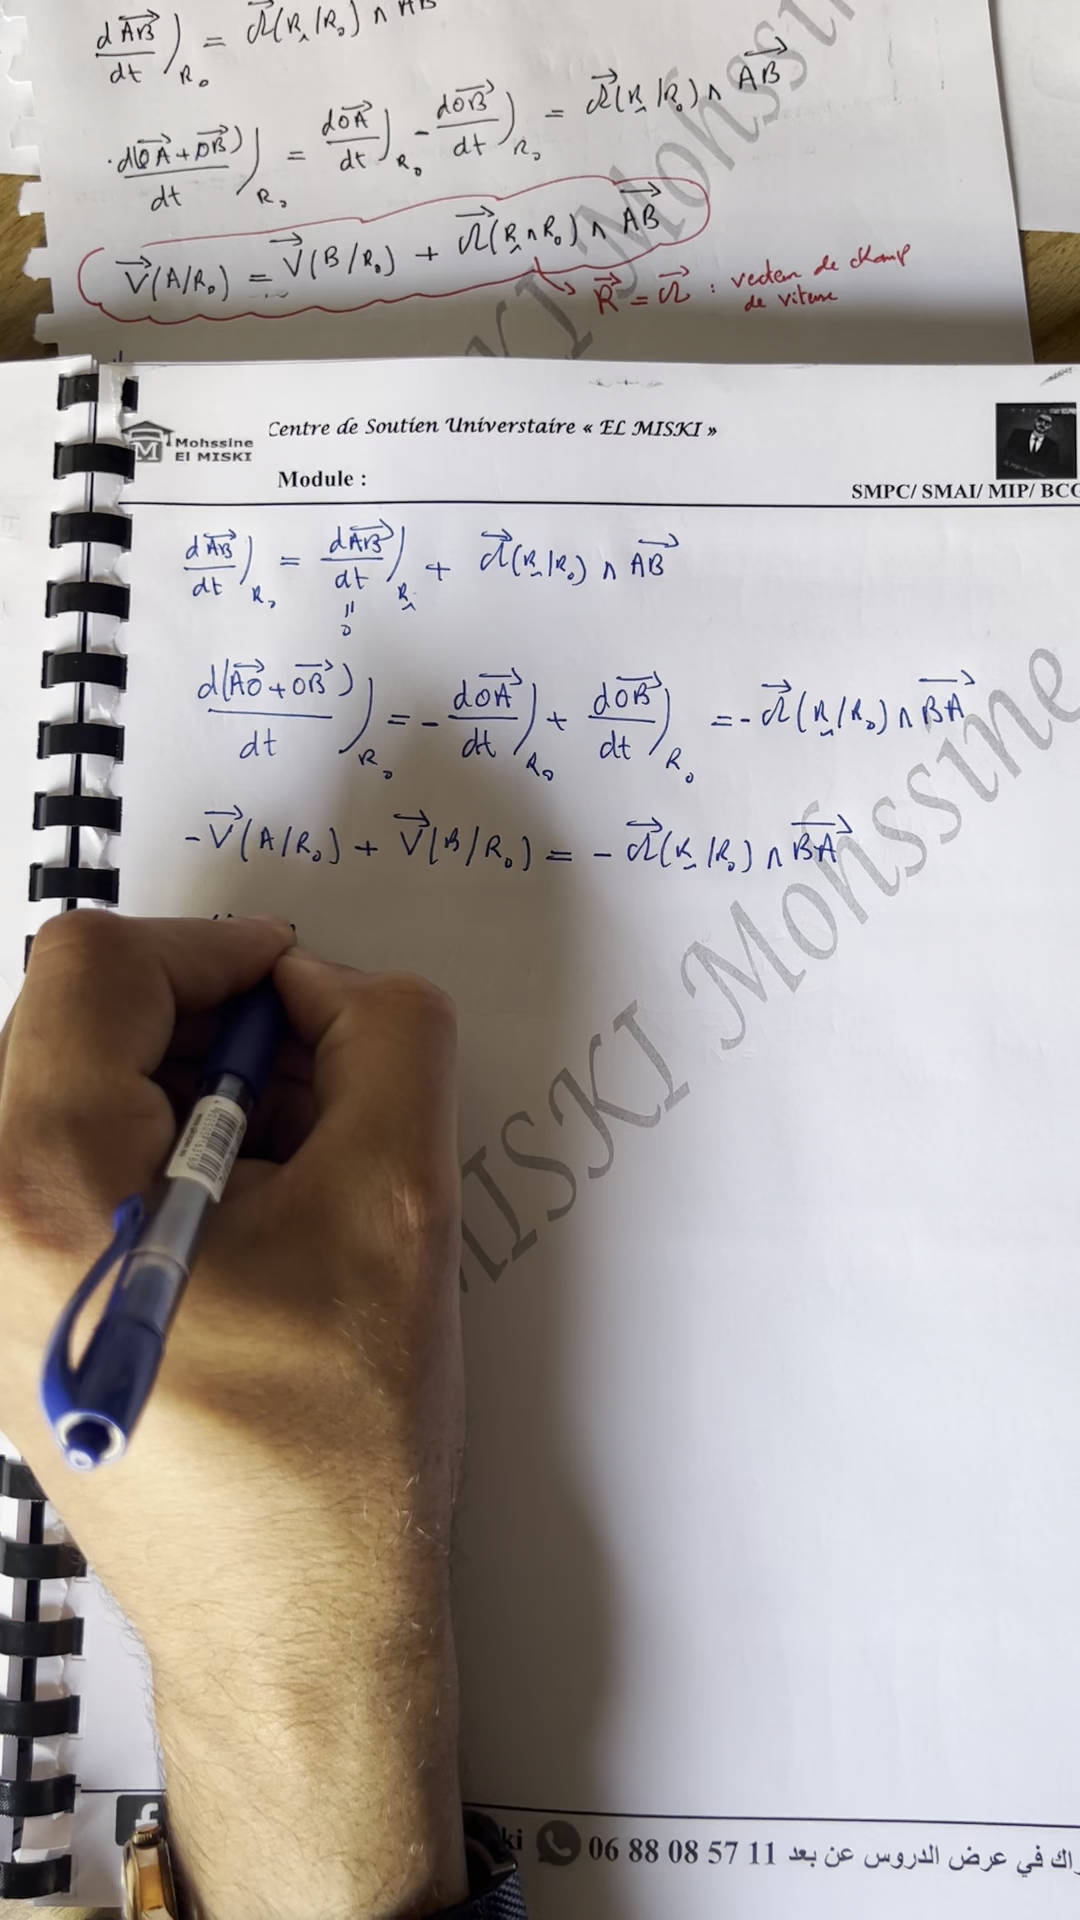 dAB/dt)R₀ = Ω(R₁/R₀) ∧ AB
d(OA+OB)/dt)R₀ = dOA/dt)R₀ - dOB/dt)R₀ = Ω(R₁/R₀) ∧ AB
V(A/R₀) = V(B/R₀) + Ω(R₁∧R₀) ∧ AB
R = Ω : vecteur de champ
de vitesse
Mohssine
El MISKI
Centre de Soutien Universtaire « EL MISKI »
Module :
SMPC/ SMAI/ MIP/ BCG
dAB/dt)R₀ = dAB/dt)R₁ + Ω(R₁/R₀) ∧ AB
=
0
d(AO+OB)/dt)R₀ = - dOA/dt)R₀ + dOB/dt)R₀ = - Ω(R₁/R₀) ∧ BA
-V(A/R₀) + V(B/R₀) = - Ω(R₁/R₀) ∧ BA
MISKI Mohssine
ki 06 88 08 57 11 في عرض الدروس عن بعد